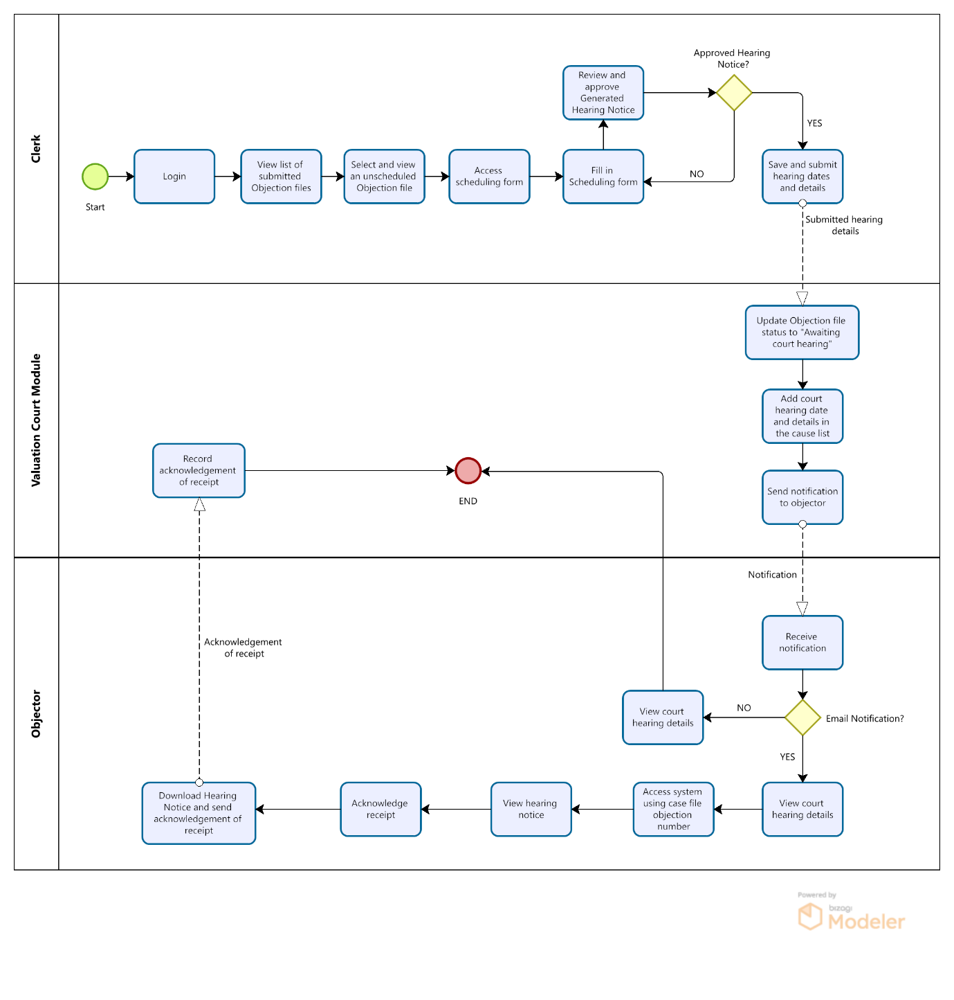 Clerk
Approved Hearing
Notice?
Review and
approve
Generated
Hearing Notice
YES
Start
Login
View list of
submitted
Objection files
Select and view
an unscheduled
Objection file
Access
scheduling form
Fill in
Scheduling form
NO
Save and submit
hearing dates
and details
Submitted hearing
details
Valuation Court Module
Update Objection file
status to "Awaiting
court hearing"
Add court
hearing date
and details in
the cause list
Record
acknowledgement
of receipt
END
Send notification
to objector
Objector
Notification
Receive
notification
Acknowledgement
of receipt
View court
hearing details
NO
Email Notification?
YES
Download Hearing
Notice and send
acknowledgement of
receipt
Acknowledge
receipt
View hearing
notice
Access system
using case file
objection
number
View court
hearing details
Powered by
bizagi
Modeler